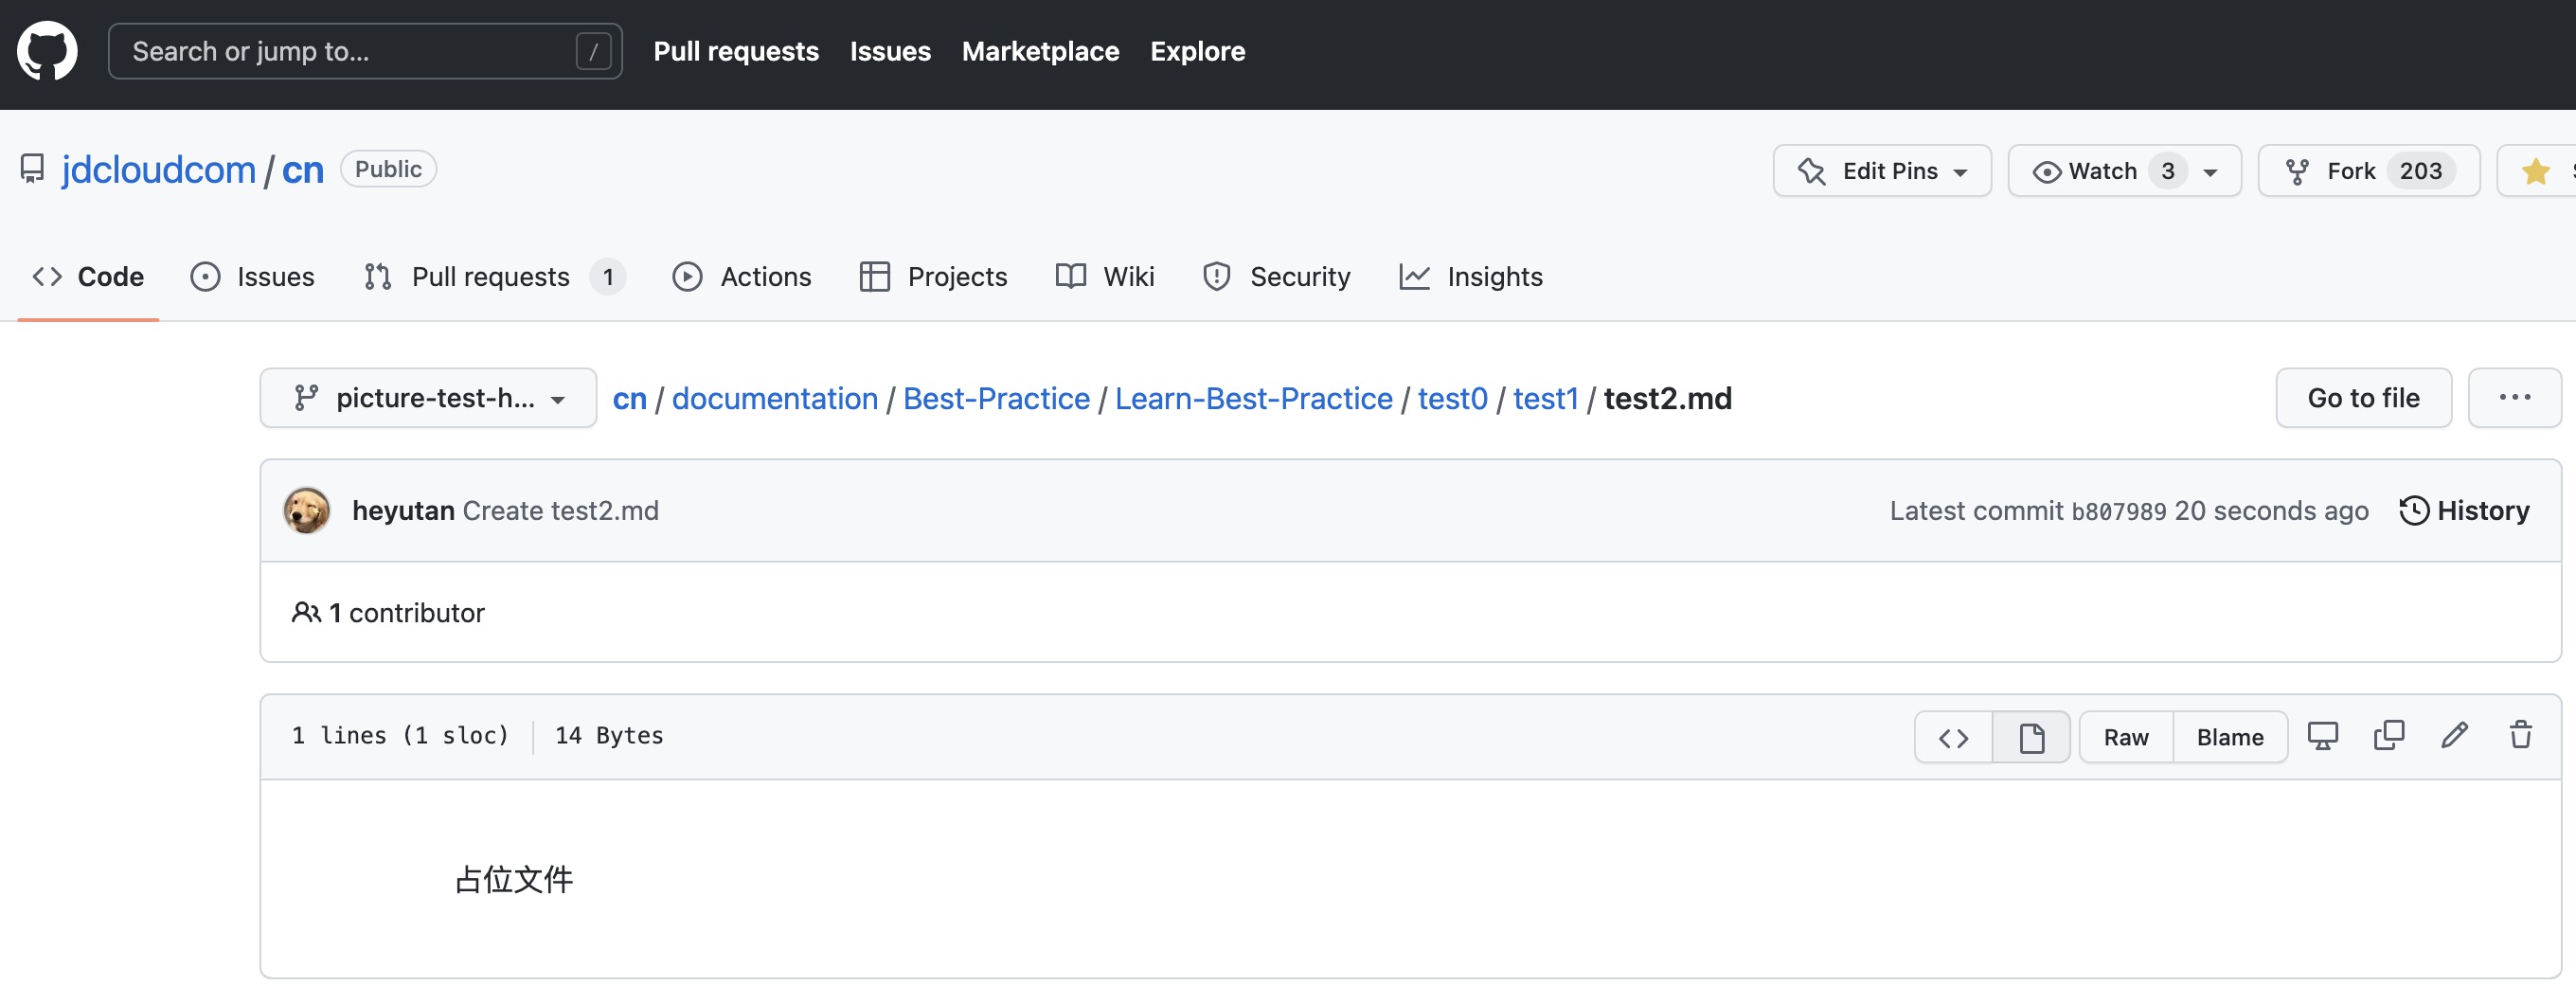 Search or jump to... /
Pull requests Issues Marketplace Explore
jdcloudcom / cn Public
Edit Pins Watch 3 Fork 203
Code Issues Pull requests 1 Actions Projects Wiki Security Insights
picture-test-h... cn / documentation / Best-Practice / Learn-Best-Practice / test0 / test1 / test2.md
Go to file ...
heyutan Create test2.md
Latest commit b807989 20 seconds ago History
1 contributor
1 lines (1 sloc) 14 Bytes
Raw Blame
占位文件